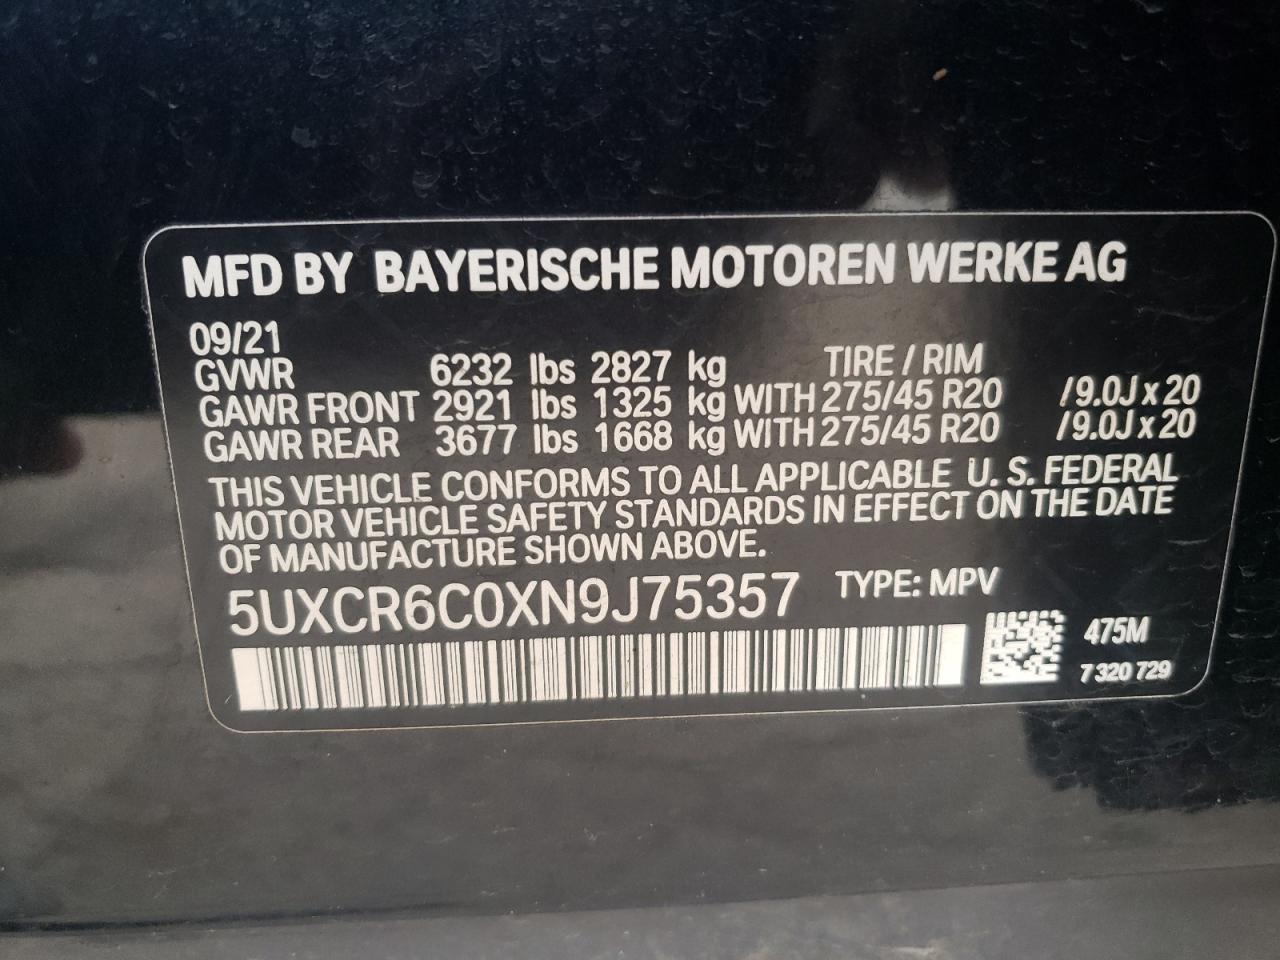 MFD BY BAYERISCHE MOTOREN WERKE AG
09/21
GVWR 6232 lbs 2827 kg TIRE / RIM
GAWR FRONT 2921 lbs 1325 kg WITH 275/45 R20 /9.0J x 20
GAWR REAR 3677 lbs 1668 kg WITH 275/45 R20 /9.0J x 20
THIS VEHICLE CONFORMS TO ALL APPLICABLE U. S. FEDERAL
MOTOR VEHICLE SAFETY STANDARDS IN EFFECT ON THE DATE
OF MANUFACTURE SHOWN ABOVE.
5UXCR6C0XN9J75357 TYPE: MPV
475M
7 320 729